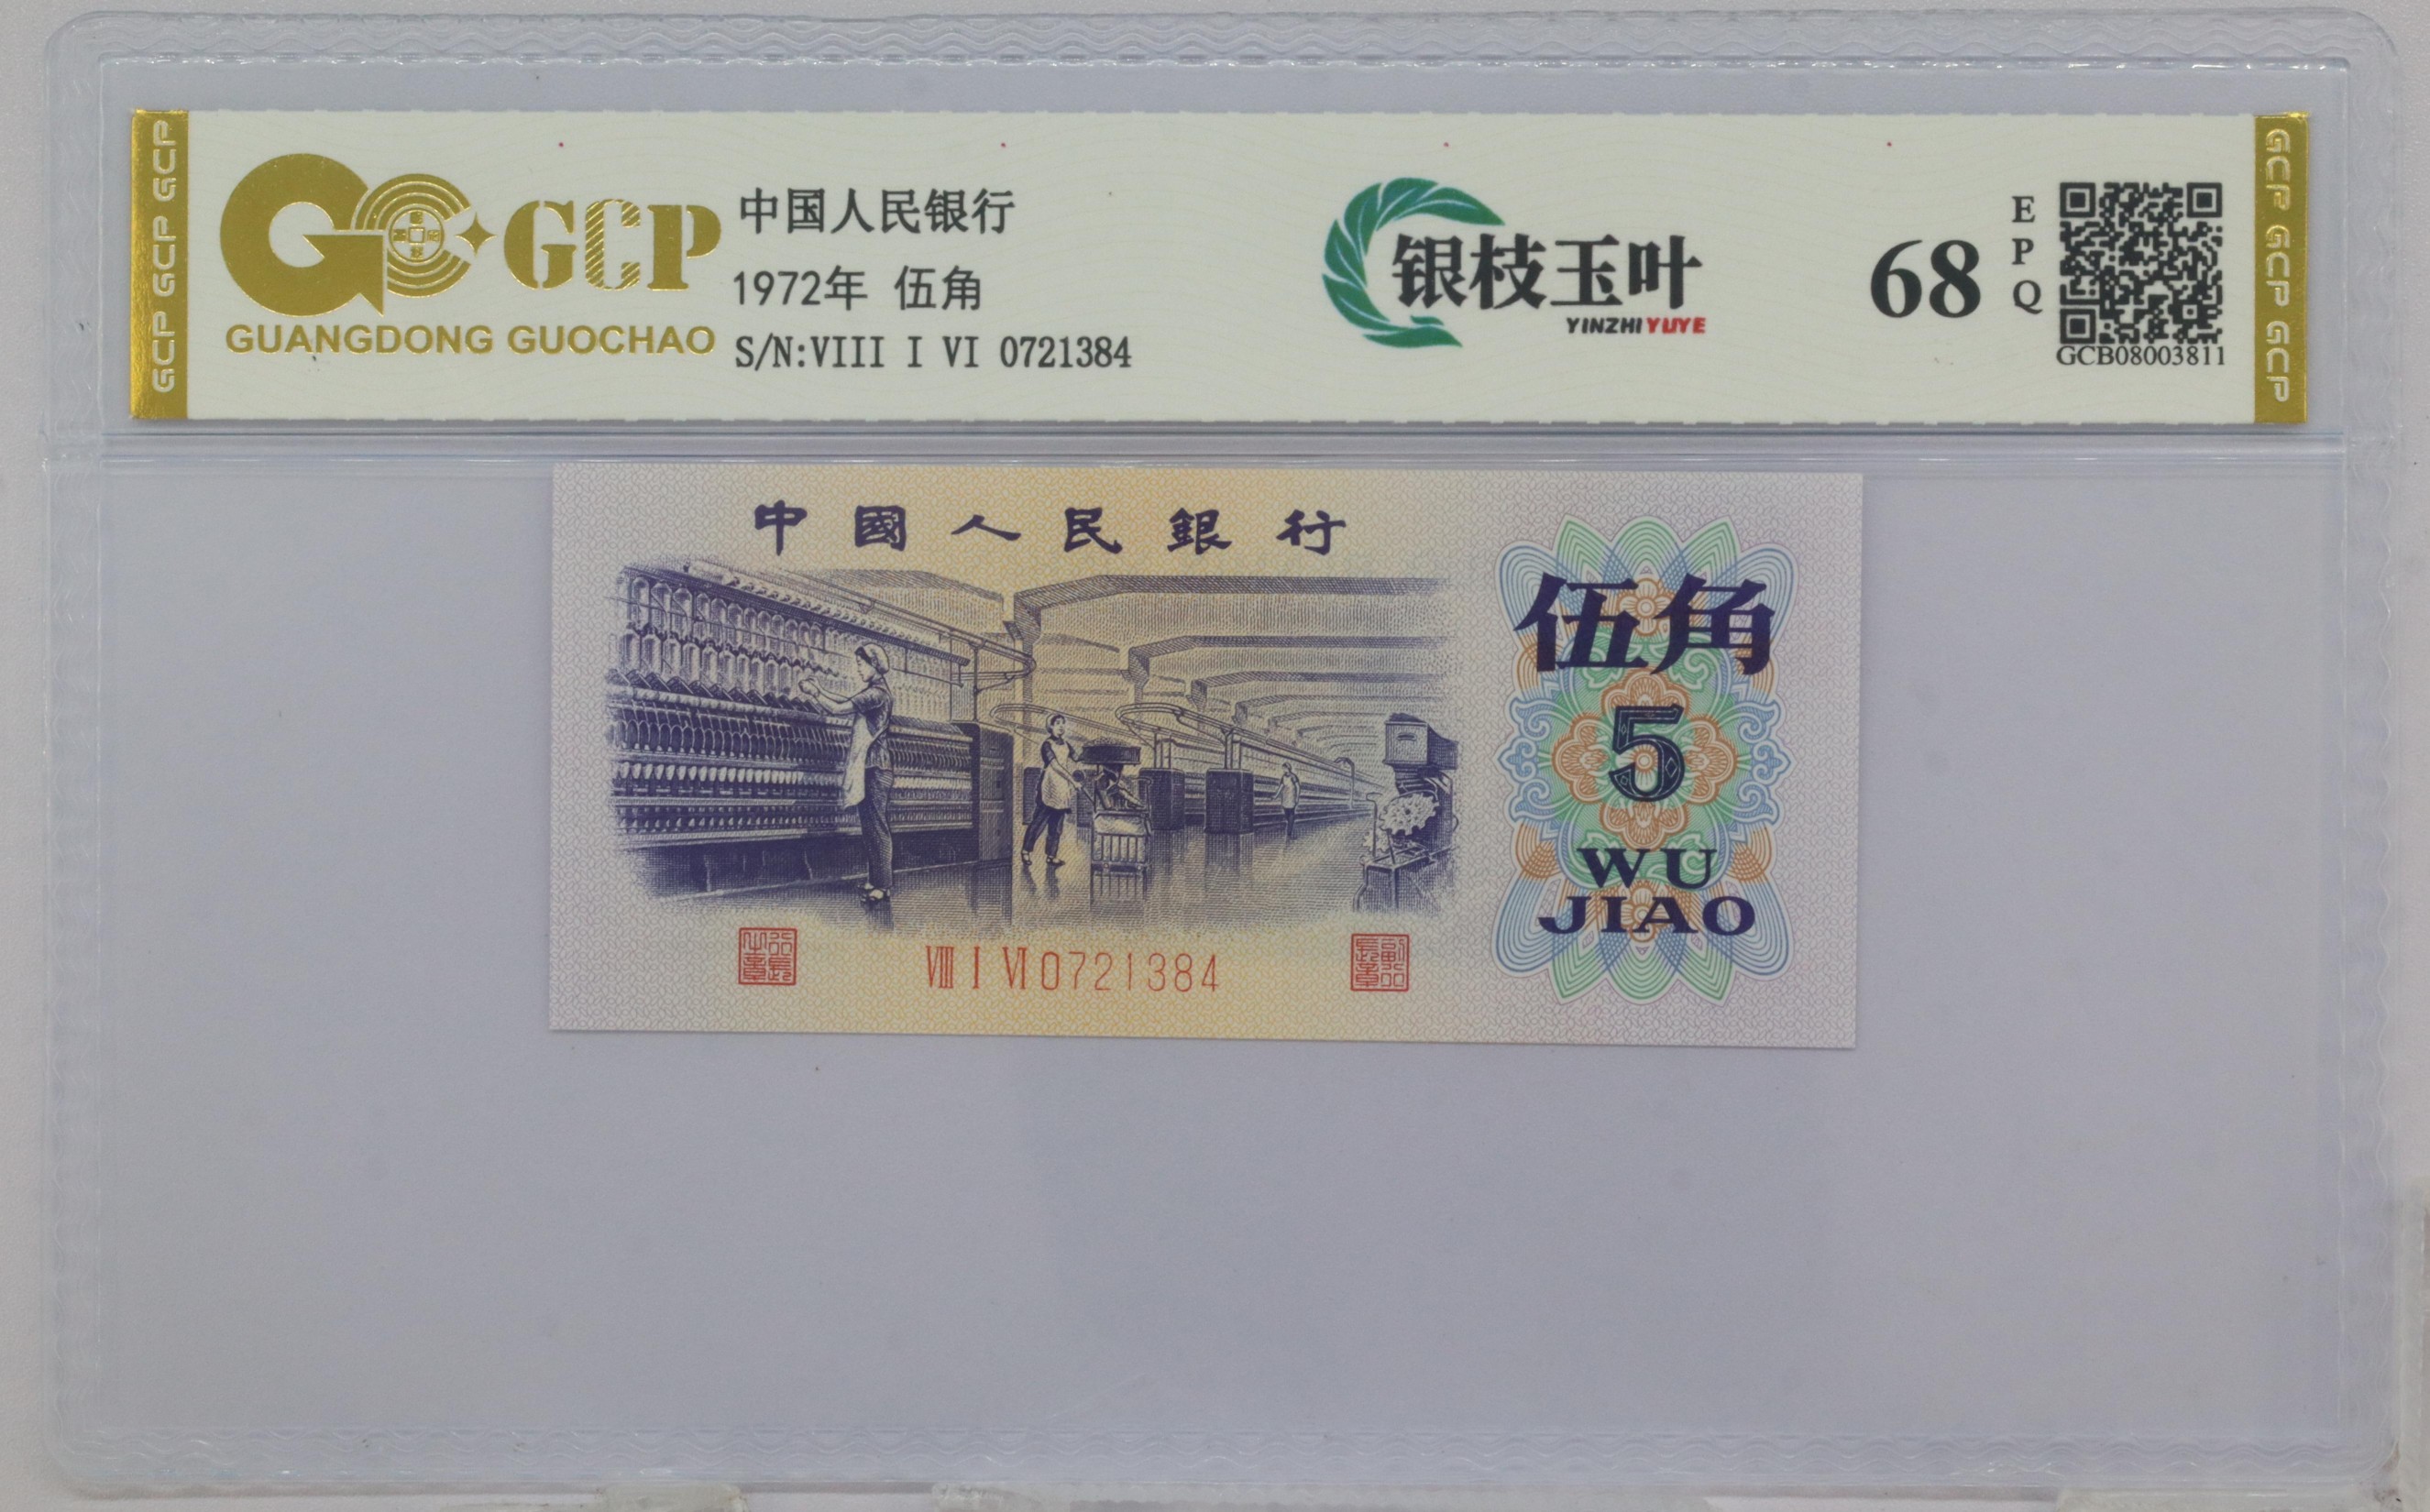 GCP GCP GCP
GCP
GUANGDONG GUOCHAO
中国人民银行
1972年 伍角
S/N:VIII I VI 0721384
银枝玉叶
YINZHI YUYE
68
EPQ
GCB08003811
GCP GCP GCP
中國人民銀行
伍角
5
WU
JIAO
VIII I VI 0721384